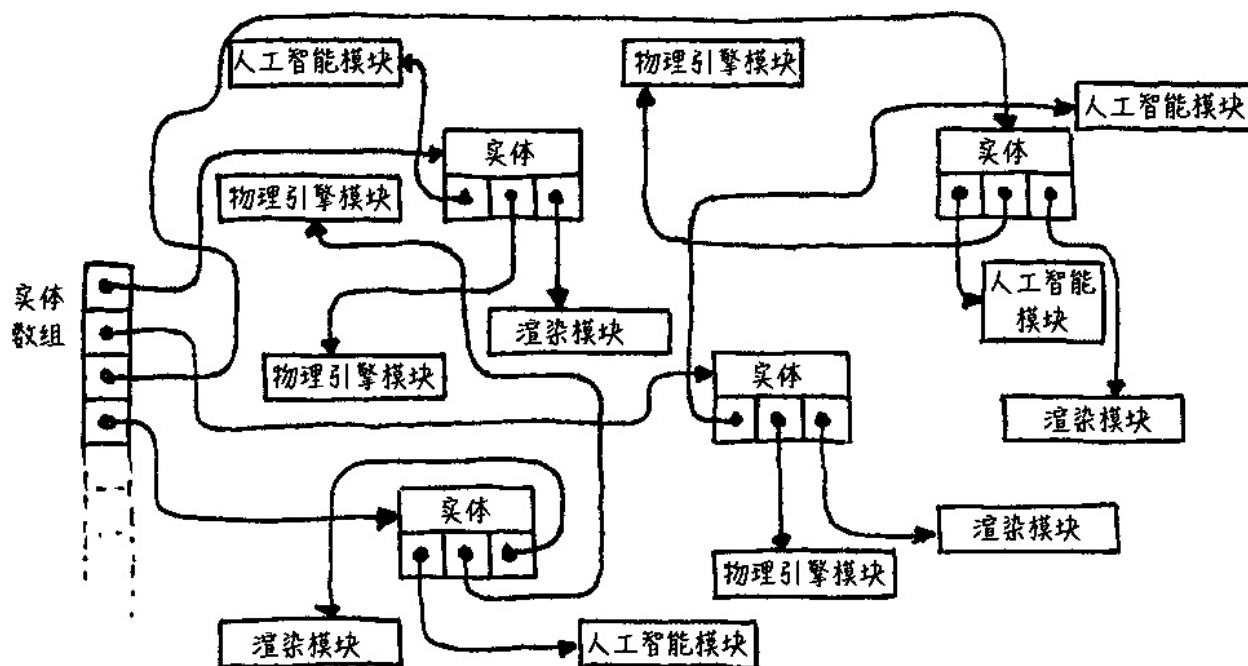 人工智能模块
物理引擎模块
人工智能模块
实体
实体
物理引擎模块
实体
数组
人工智能
模块
渲染模块
物理引擎模块
实体
渲染模块
实体
渲染模块
物理引擎模块
渲染模块
人工智能模块